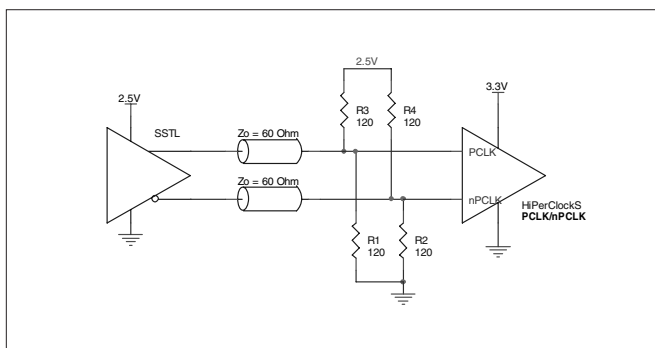 2.5V
3.3V
2.5V
R3
120
R4
120
SSTL
Zo = 60 Ohm
PCLK
Zo = 60 Ohm
nPCLK
HiPerClockS
PCLK/nPCLK
R1
120
R2
120